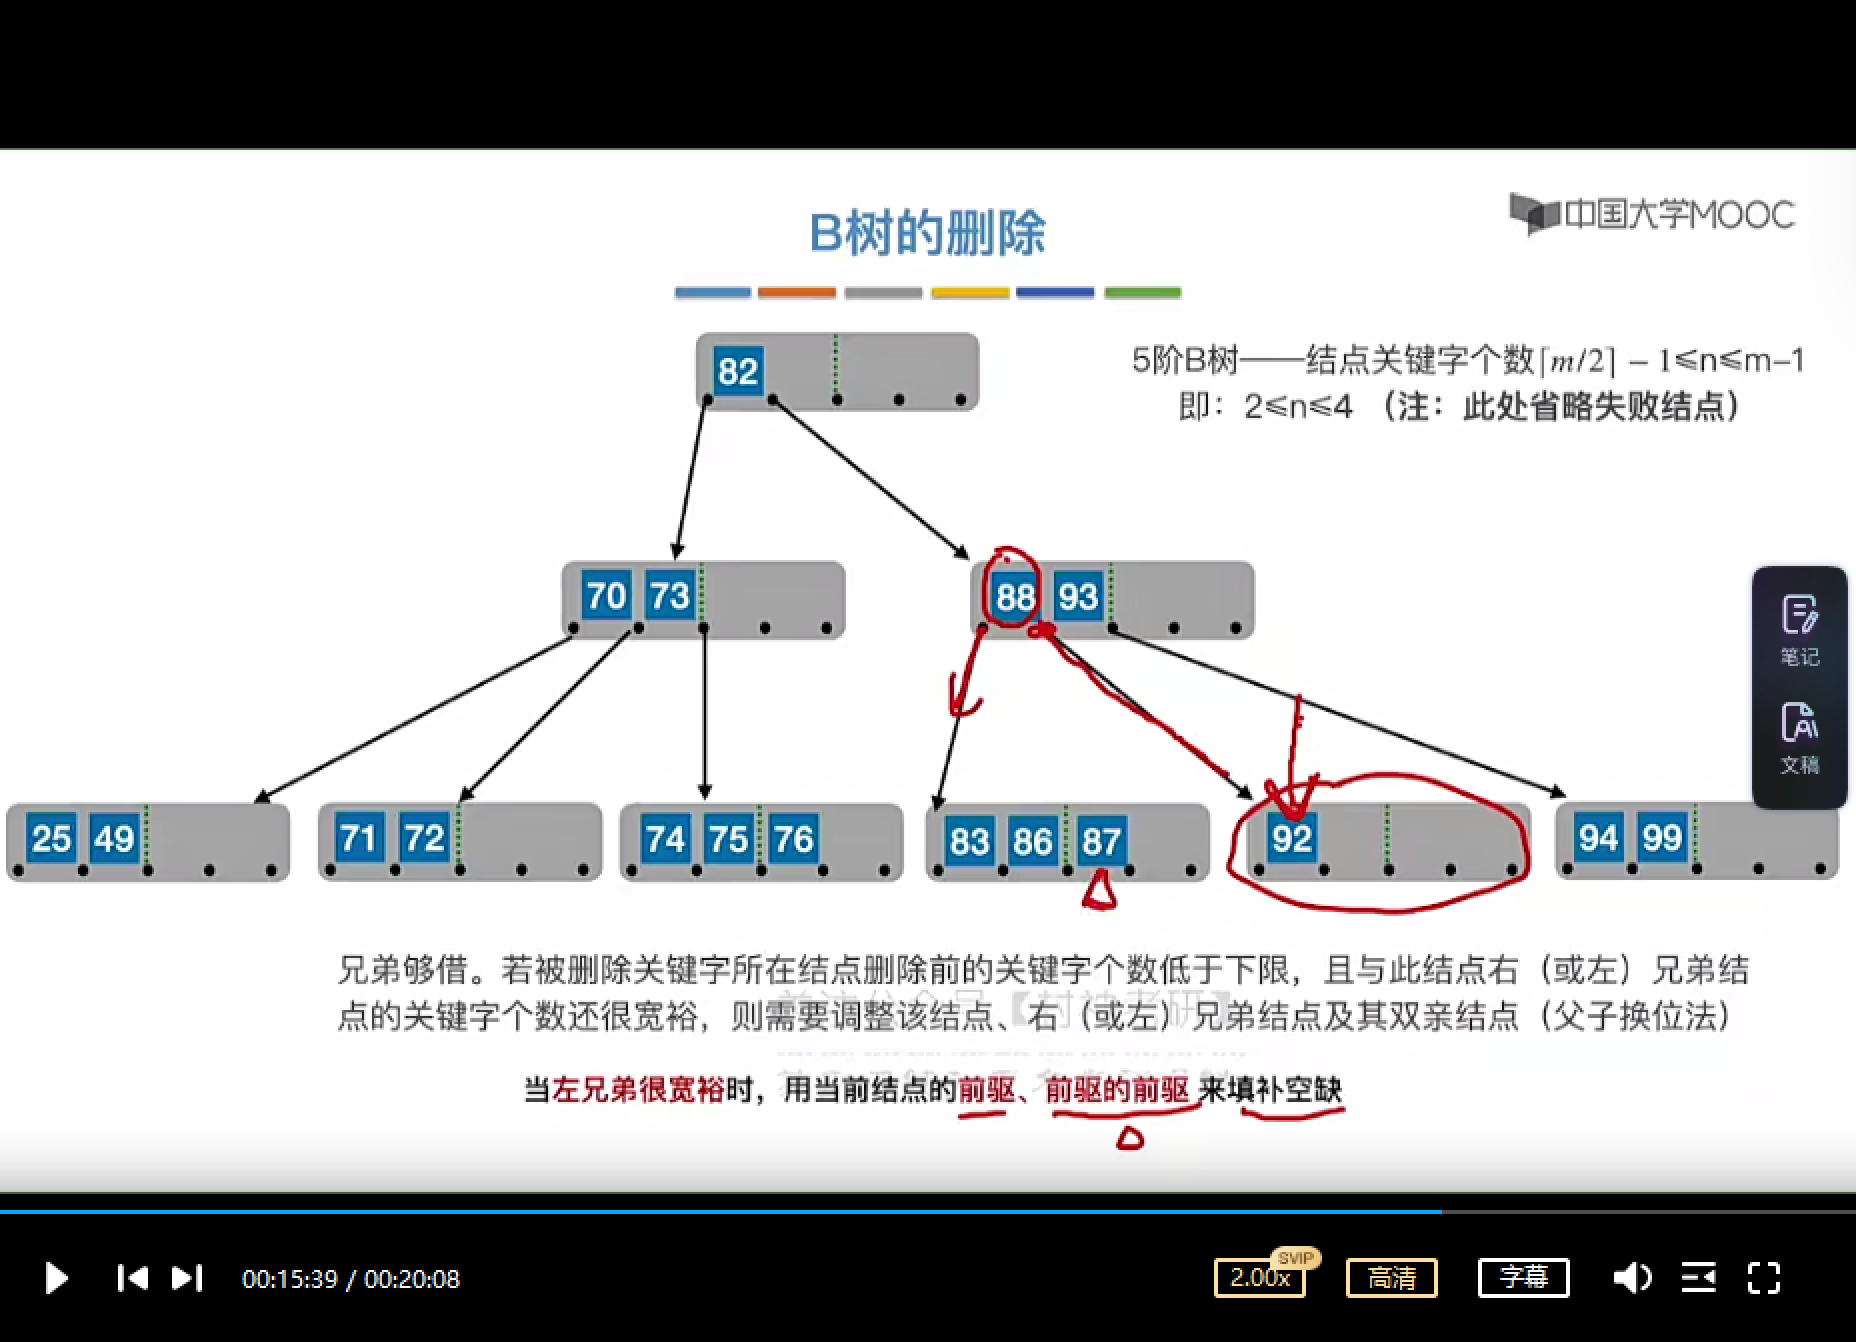 B树的删除
中国大学MOOC
5阶B树——结点关键字个数⌈m/2⌉ – 1≤n≤m–1
即：2≤n≤4 （注：此处省略失败结点）
82
70 73
88 93
25 49
71 72
74 75 76
83 86 87
92
94 99
笔记
文稿
兄弟够借。若被删除关键字所在结点删除前的关键字个数低于下限，且与此结点右（或左）兄弟结
点的关键字个数还很宽裕，则需要调整该结点、右（或左）兄弟结点及其双亲结点（父子换位法）
当左兄弟很宽裕时，用当前结点的前驱、前驱的前驱 来填补空缺
00:15:39 / 00:20:08
SVIP
2.00x
高清
字幕